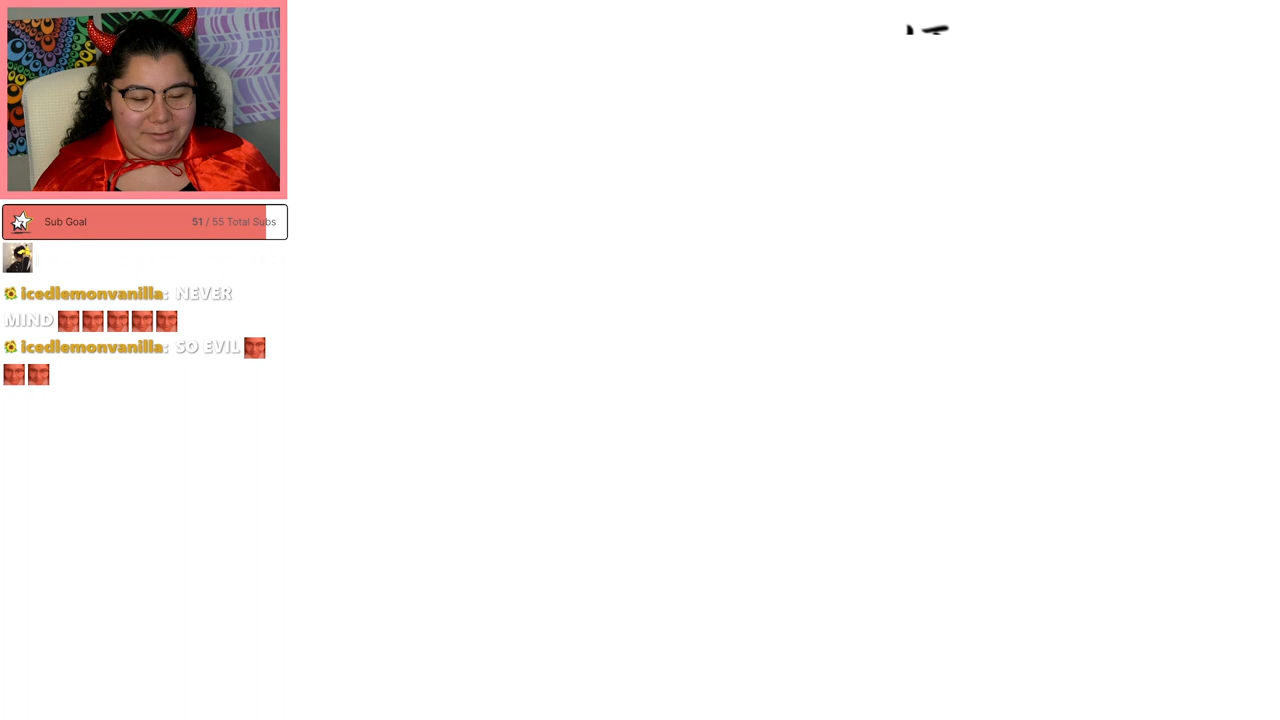 Sub Goal 51 / 55 Total Subs
icedlemonvanilla: NEVER
MIND
icedlemonvanilla: SO EVIL